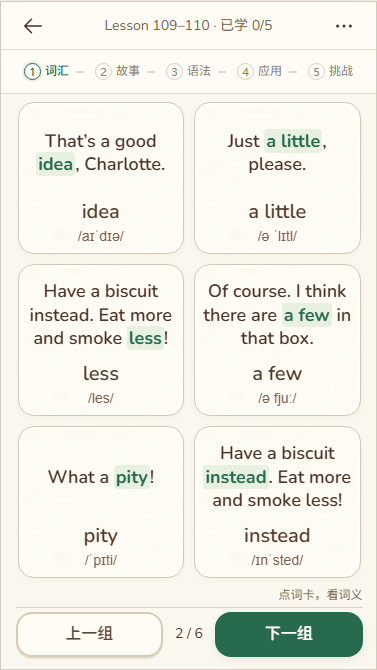 Lesson 109–110 · 已学 0/5
1 词汇 – 2 故事 – 3 语法 – 4 应用 – 5 挑战
That's a good
idea, Charlotte.
idea
/aɪˈdɪə/
Just a little,
please.
a little
/ə ˈlɪtl/
Have a biscuit
instead. Eat more
and smoke less!
less
/les/
Of course. I think
there are a few in
that box.
a few
/ə fjuː/
What a pity!
pity
/ˈpɪti/
Have a biscuit
instead. Eat more
and smoke less!
instead
/ɪnˈsted/
点词卡，看词义
上一组 2 / 6 下一组